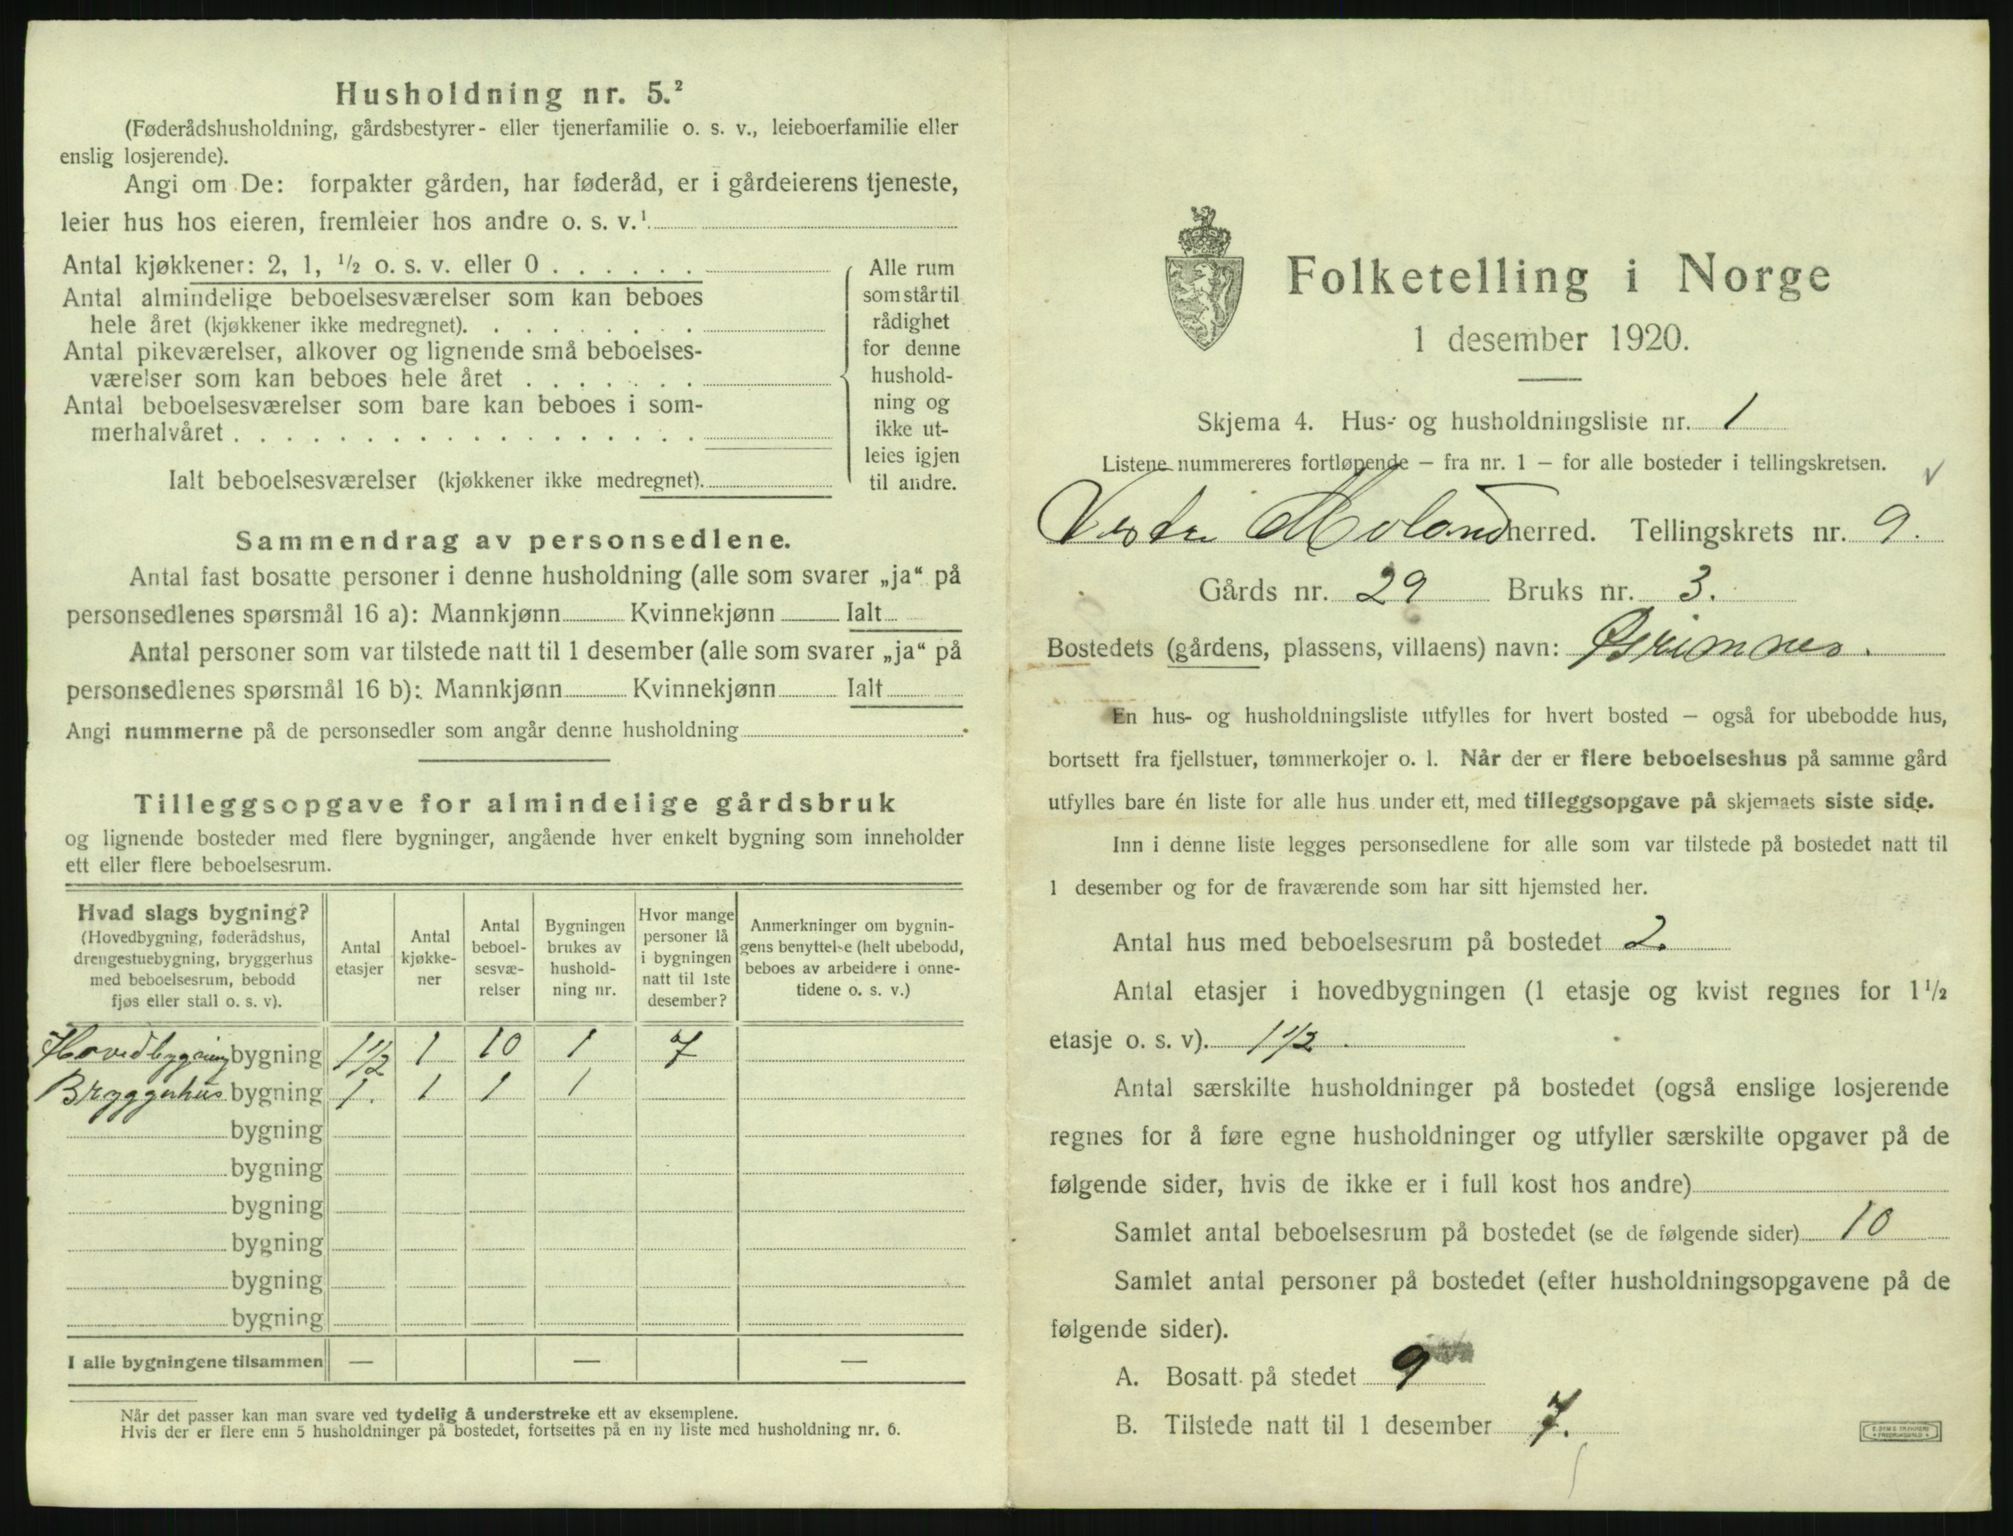 Husholdning nr. 5.²
(Føderådshusholdning, gårdsbestyrer- eller tjenerfamilie o. s. v., leieboerfamilie eller
enslig losjerende).
Angi om De: forpakter gården, har føderåd, er i gårdeierens tjeneste,
leier hus hos eieren, fremleier hos andre o. s. v.¹
Antal kjøkkener: 2, 1, ½ o. s. v. eller 0
Antal almindelige beboelsesværelser som kan beboes
hele året (kjøkkener ikke medregnet).
Antal pikeværelser, alkover og lignende små beboelses-
værelser som kan beboes hele året
Antal beboelsesværelser som bare kan beboes i som-
merhalvåret
Ialt beboelsesværelser (kjøkkener ikke medregnet).
Alle rum
som står til
rådighet
for denne
hushold-
ning og
ikke ut-
leies igjen
til andre.
Sammendrag av personsedlene.
Antal fast bosatte personer i denne husholdning (alle som svarer „ja“ på
personsedlenes spørsmål 16 a): Mannkjønn Kvinnekjønn Ialt
Antal personer som var tilstede natt til 1 desember (alle som svarer „ja“ på
personsedlenes spørsmål 16 b): Mannkjønn Kvinnekjønn Ialt
Angi nummerne på de personsedler som angår denne husholdning
Tilleggsopgave for almindelige gårdsbruk
og lignende bosteder med flere bygninger, angående hver enkelt bygning som inneholder
ett eller flere beboelsesrum.
Hvad slags bygning?
(Hovedbygning, føderådshus,
drengestuebygning, bryggerhus
med beboelsesrum, bebodd
fjøs eller stall o. s. v).
Antal
etasjer
Antal
kjøkke-
ner
Antal
beboel-
sesvæ-
relser
Bygningen
brukes av
hushold-
ning nr.
Hvor mange
personer lå
i bygningen
natt til 1ste
desember?
Anmerkninger om bygnin-
gens benyttelse (helt ubebodd,
beboes av arbeidere i onne-
tidene o. s. v.)
Hovedbygning bygning 1½ 1 10 1 7
Bryggerhus bygning 1. 1 1 1
bygning
bygning
bygning
bygning
bygning
bygning
I alle bygningene tilsammen — — —
Når det passer kan man svare ved tydelig å understreke ett av eksemplene.
Hvis der er flere enn 5 husholdninger på bostedet, fortsettes på en ny liste med husholdning nr. 6.
Folketelling i Norge
1 desember 1920.
Skjema 4. Hus- og husholdningsliste nr. 1
Listene nummereres fortløpende – fra nr. 1 – for alle bosteder i tellingskretsen.
Vestre Moland herred. Tellingskrets nr. 9.
Gårds nr. 29 Bruks nr. 3.
Bostedets (gårdens, plassens, villaens) navn: Grimnes.
En hus- og husholdningsliste utfylles for hvert bosted – også for ubebodde hus,
bortsett fra fjellstuer, tømmerkojer o. l. Når der er flere beboelseshus på samme gård
utfylles bare én liste for alle hus under ett, med tilleggsopgave på skjemaets siste side.
Inn i denne liste legges personsedlene for alle som var tilstede på bostedet natt til
1 desember og for de fraværende som har sitt hjemsted her.
Antal hus med beboelsesrum på bostedet 2.
Antal etasjer i hovedbygningen (1 etasje og kvist regnes for 1½
etasje o. s. v). 1½.
Antal særskilte husholdninger på bostedet (også enslige losjerende
regnes for å føre egne husholdninger og utfyller særskilte opgaver på de
følgende sider, hvis de ikke er i full kost hos andre)
Samlet antal beboelsesrum på bostedet (se de følgende sider) 10
Samlet antal personer på bostedet (efter husholdningsopgavene på de
følgende sider).
A. Bosatt på stedet 9
B. Tilstede natt til 1 desember 7.